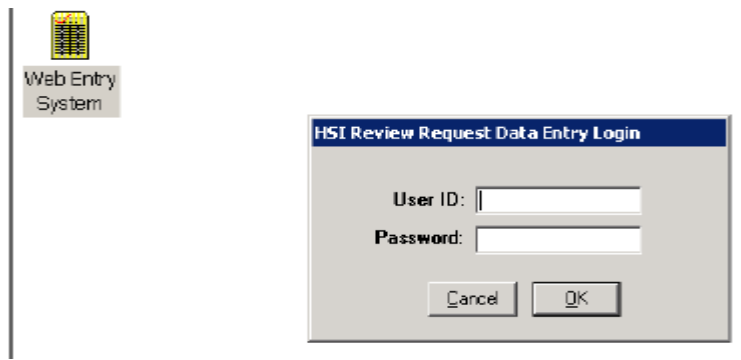 Web Entry
System
HSI Review Request Data Entry Login
User ID:
Password:
Cancel
OK